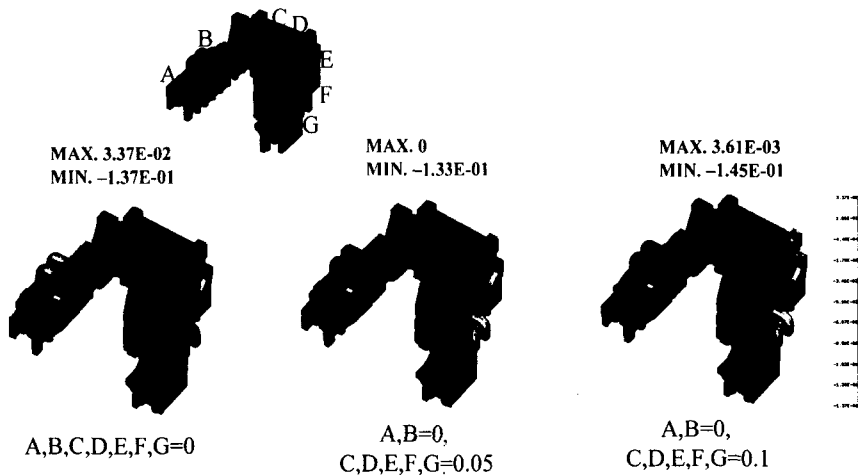 C
D
B
E
A
F
G
MAX. 3.37E-02
MIN. –1.37E-01
MAX. 0
MIN. –1.33E-01
MAX. 3.61E-03
MIN. –1.45E-01
A,B,C,D,E,F,G=0
A,B=0,
C,D,E,F,G=0.05
A,B=0,
C,D,E,F,G=0.1